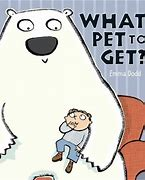 WHAT
PET TO
GET?
Emma Dodd